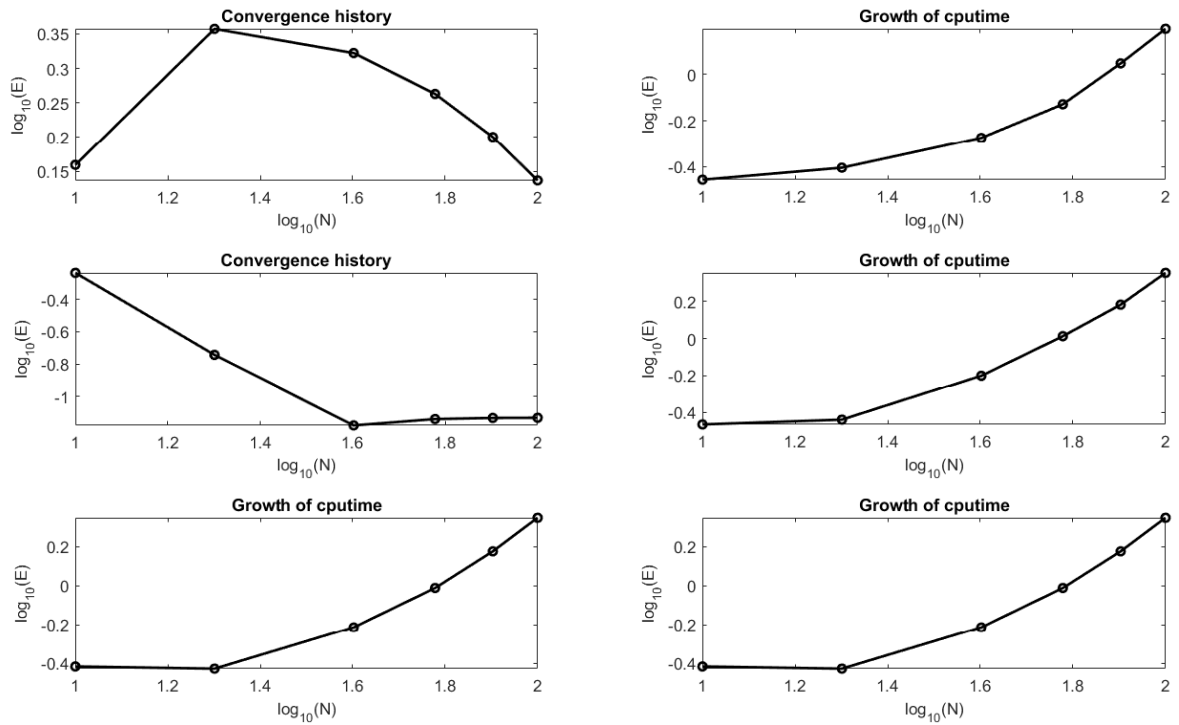 Convergence history
log10(E)
0.35
0.3
0.25
0.2
0.15
1 1.2 1.4 1.6 1.8 2
log10(N)
Growth of cputime
log10(E)
0
-0.2
-0.4
1 1.2 1.4 1.6 1.8 2
log10(N)
Convergence history
log10(E)
-0.4
-0.6
-0.8
-1
1 1.2 1.4 1.6 1.8 2
log10(N)
Growth of cputime
log10(E)
0.2
0
-0.2
-0.4
1 1.2 1.4 1.6 1.8 2
log10(N)
Growth of cputime
log10(E)
0.2
0
-0.2
-0.4
1 1.2 1.4 1.6 1.8 2
log10(N)
Growth of cputime
log10(E)
0.2
0
-0.2
-0.4
1 1.2 1.4 1.6 1.8 2
log10(N)